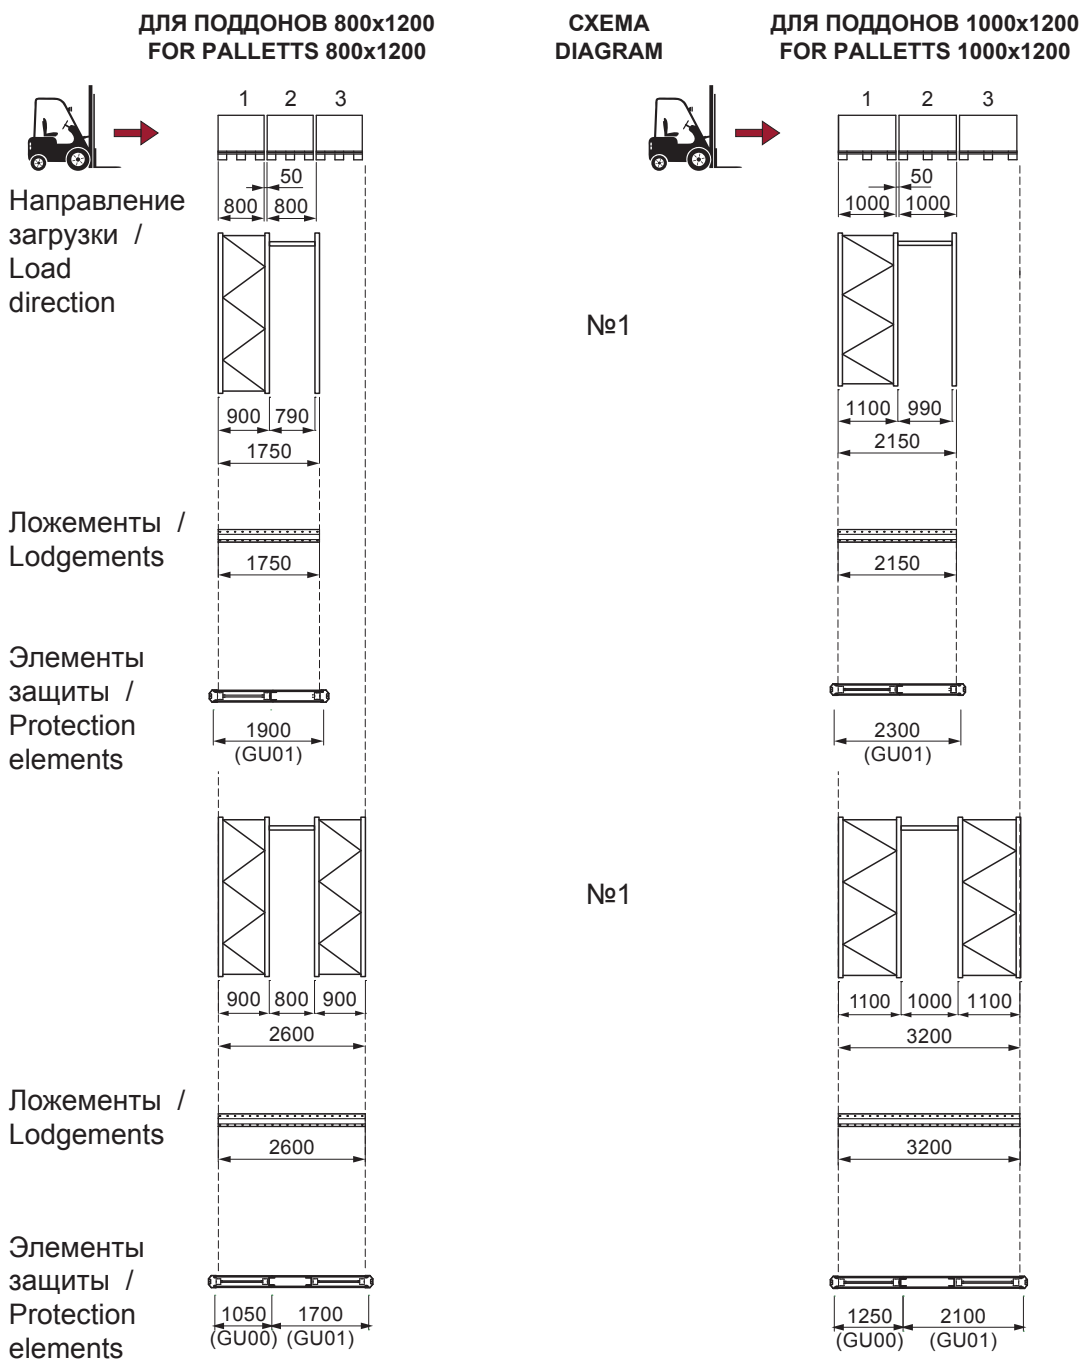 ДЛЯ ПОДДОНОВ 800x1200
FOR PALLETTS 800x1200
СХЕМА
DIAGRAM
ДЛЯ ПОДДОНОВ 1000x1200
FOR PALLETTS 1000x1200
1 2 3
1 2 3
50
800 800
50
1000 1000
Направление
загрузки /
Load
direction
№1
900 790
1750
1100 990
2150
Ложементы /
Lodgements
1750
2150
Элементы
защиты /
Protection
elements
1900
(GU01)
2300
(GU01)
№1
900 800 900
2600
1100 1000 1100
3200
Ложементы /
Lodgements
2600
3200
Элементы
защиты /
Protection
elements
1050 1700
(GU00) (GU01)
1250 2100
(GU00) (GU01)